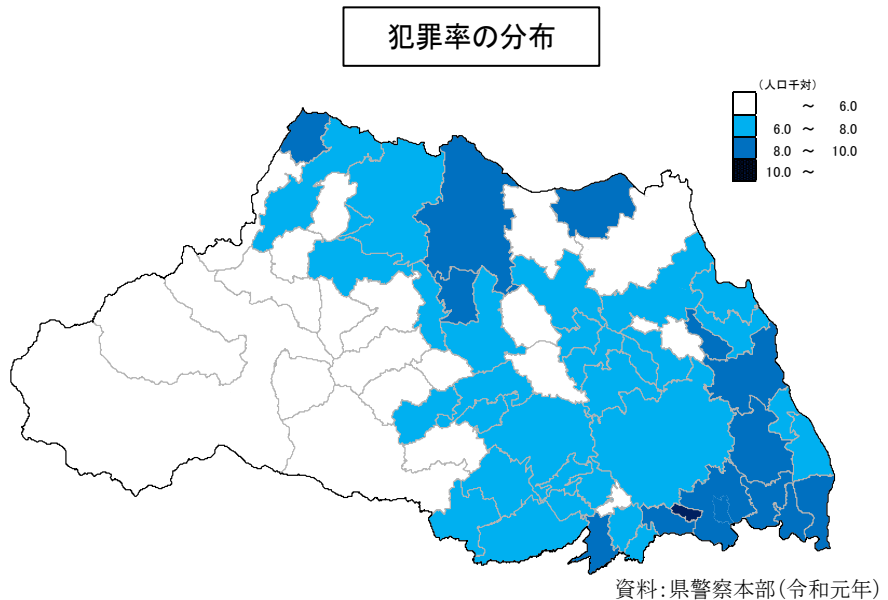 犯罪率の分布
（人口千対）
～ 6.0
6.0 ～ 8.0
8.0 ～ 10.0
10.0 ～
資料：県警察本部（令和元年）